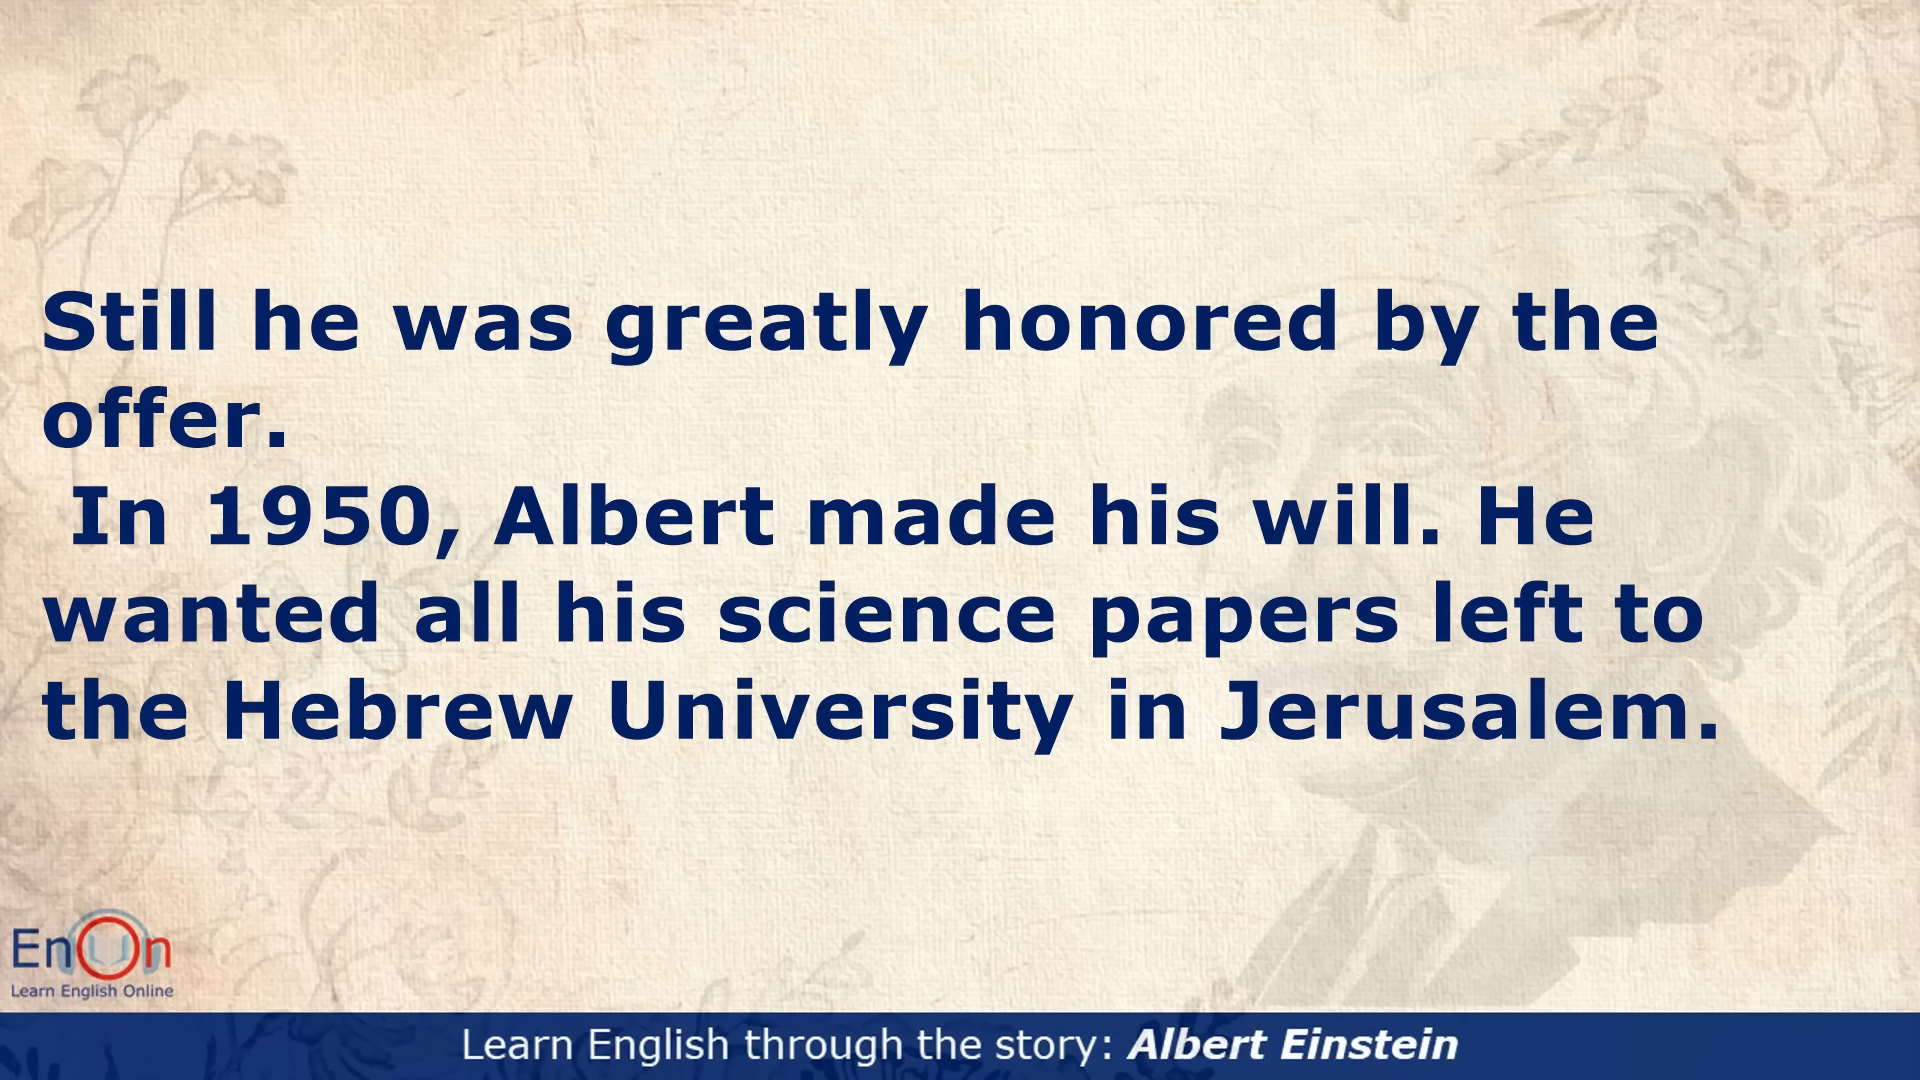 Still he was greatly honored by the
offer.
In 1950, Albert made his will. He
wanted all his science papers left to
the Hebrew University in Jerusalem.
EnOn
Learn English Online
Learn English through the story: Albert Einstein